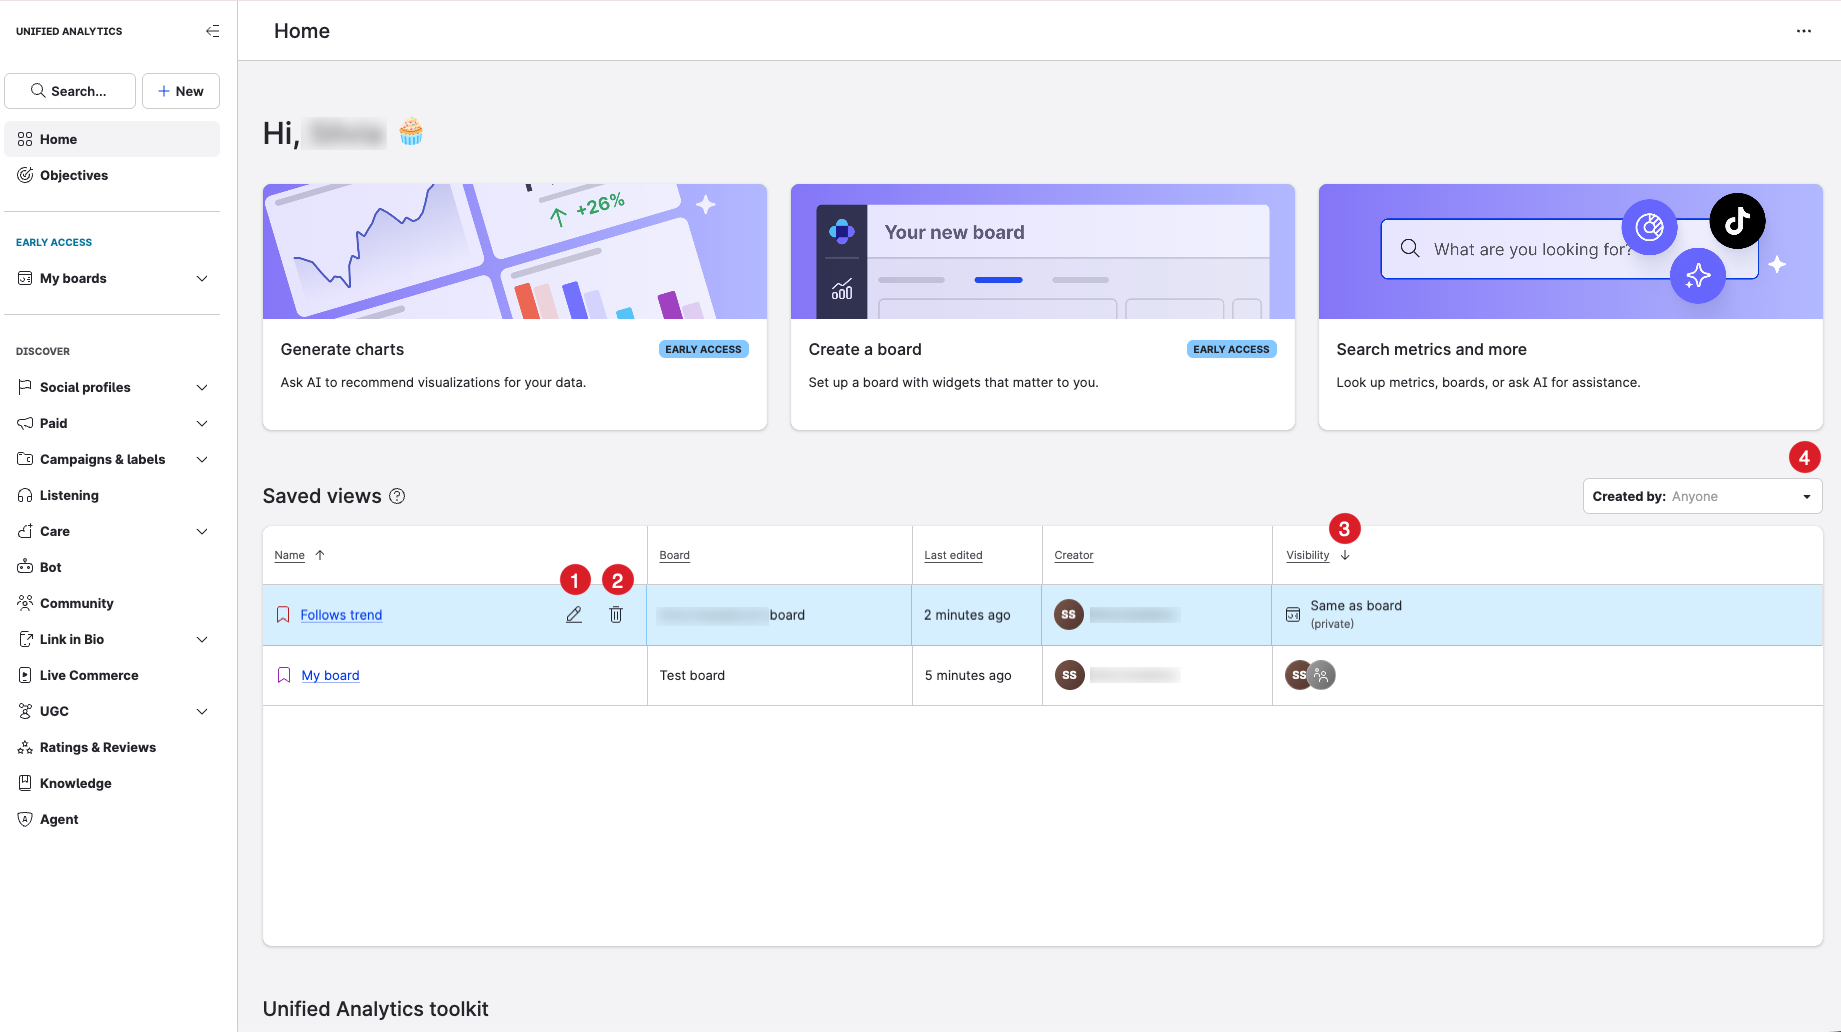 UNIFIED ANALYTICS
Search...
New
Home
Objectives
EARLY ACCESS
My boards
DISCOVER
Social profiles
Paid
Campaigns & labels
Listening
Care
Bot
Community
Link in Bio
Live Commerce
UGC
Ratings & Reviews
Knowledge
Agent
Home
Hi,
+26%
Your new board
What are you looking for?
Generate charts
EARLY ACCESS
Ask AI to recommend visualizations for your data.
Create a board
EARLY ACCESS
Set up a board with widgets that matter to you.
Search metrics and more
Look up metrics, boards, or ask AI for assistance.
4
Saved views ?
Created by: Anyone
3
Name
Board
Last edited
Creator
Visibility
1
2
Follows trend
board
2 minutes ago
SS
Same as board
(private)
My board
Test board
5 minutes ago
SS
SS
Unified Analytics toolkit